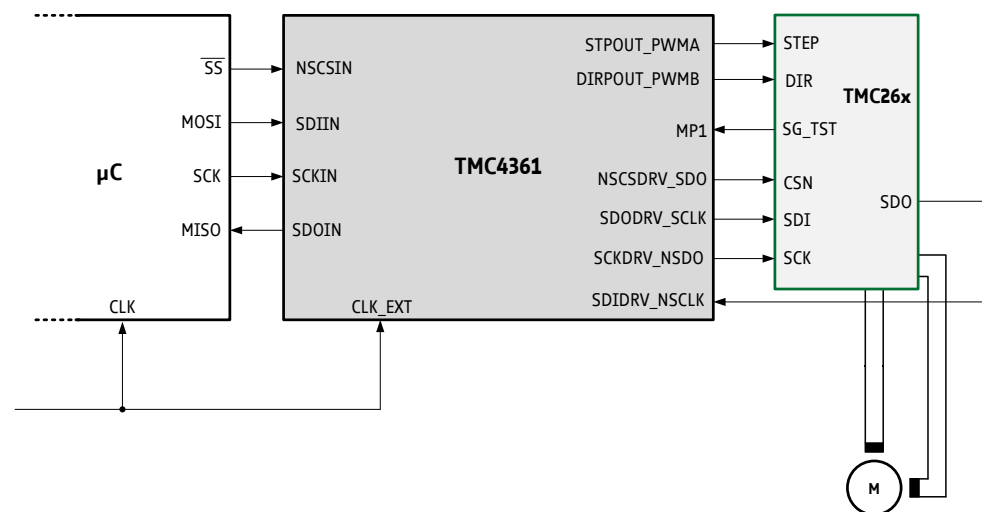 STPOUT_PWMA
STEP
SS
NSCSIN
DIRPOUT_PWMB
DIR
TMC26x
MOSI
SDIIN
MP1
SG_TST
µC
TMC4361
SCK
SCKIN
NSCSDRV_SDO
CSN
SDO
MISO
SDOIN
SDODRV_SCLK
SDI
SCKDRV_NSDO
SCK
CLK
CLK_EXT
SDIDRV_NSCLK
M